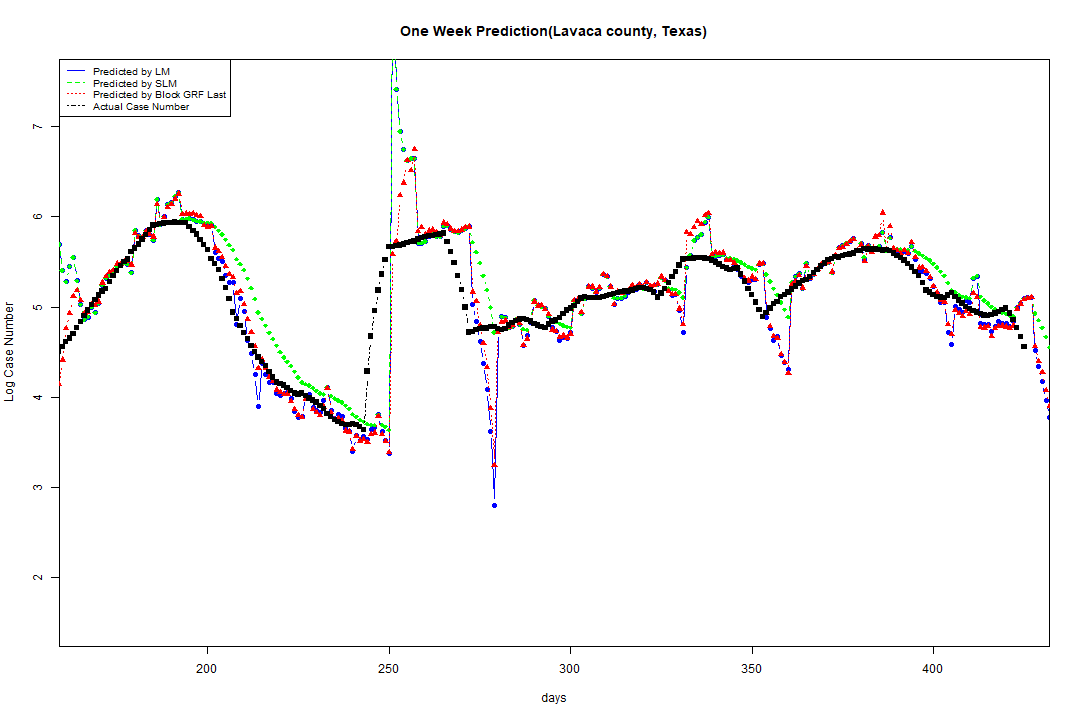 One Week Prediction(Lavaca county, Texas)
Predicted by LM
Predicted by SLM
Predicted by Block GRF Last
Actual Case Number
Log Case Number
7
6
5
4
3
2
200 250 300 350 400
days